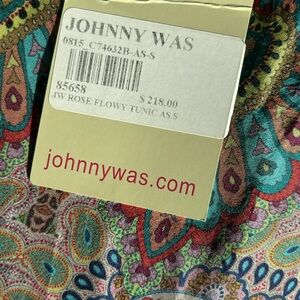 JOHNNY WAS
0815 C74632B-AS-S
85658
$218.00
JW ROSE FLOWY TUNIC AS S
johnnywas.com